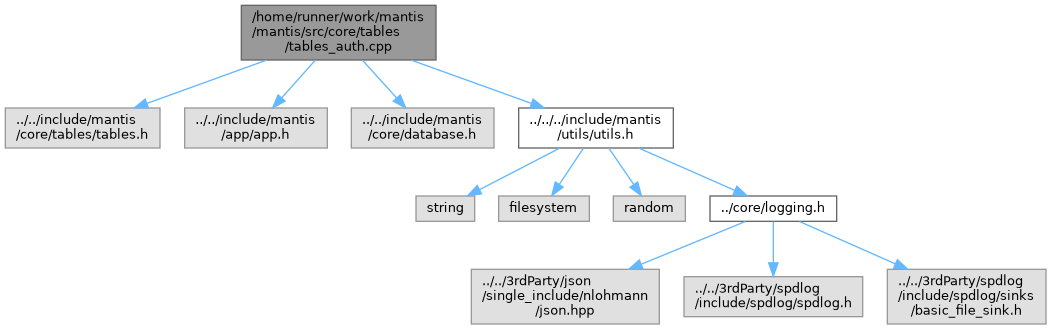 /home/runner/work/mantis
/mantis/src/core/tables
/tables_auth.cpp
../../include/mantis
/core/tables/tables.h
../../include/mantis
/app/app.h
../../include/mantis
/core/database.h
../../../include/mantis
/utils/utils.h
string
filesystem
random
../core/logging.h
../../3rdParty/json
/single_include/nlohmann
/json.hpp
../../3rdParty/spdlog
/include/spdlog/spdlog.h
../../3rdParty/spdlog
/include/spdlog/sinks
/basic_file_sink.h